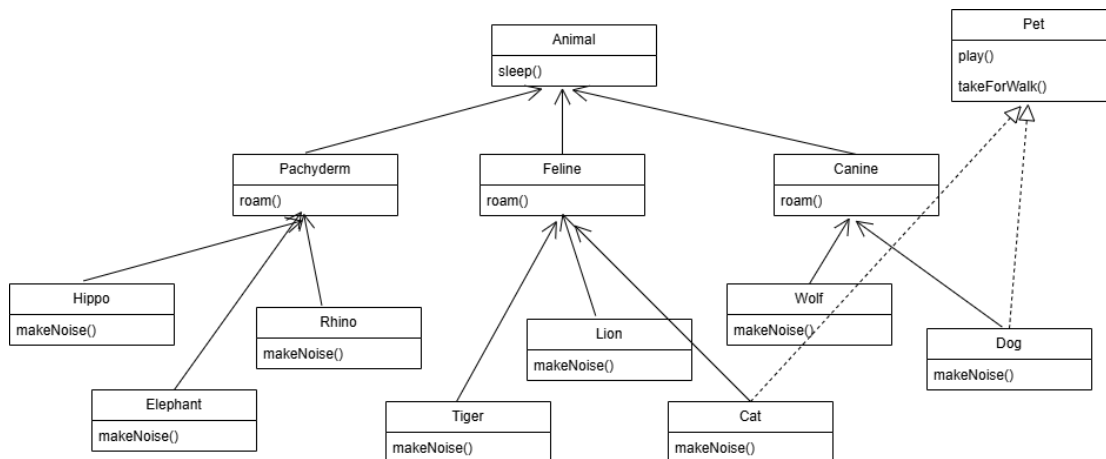 Pet
play()
takeForWalk()
Animal
sleep()
Pachyderm
roam()
Feline
roam()
Canine
roam()
Hippo
makeNoise()
Rhino
makeNoise()
Elephant
makeNoise()
Tiger
makeNoise()
Lion
makeNoise()
Cat
makeNoise()
Wolf
makeNoise()
Dog
makeNoise()